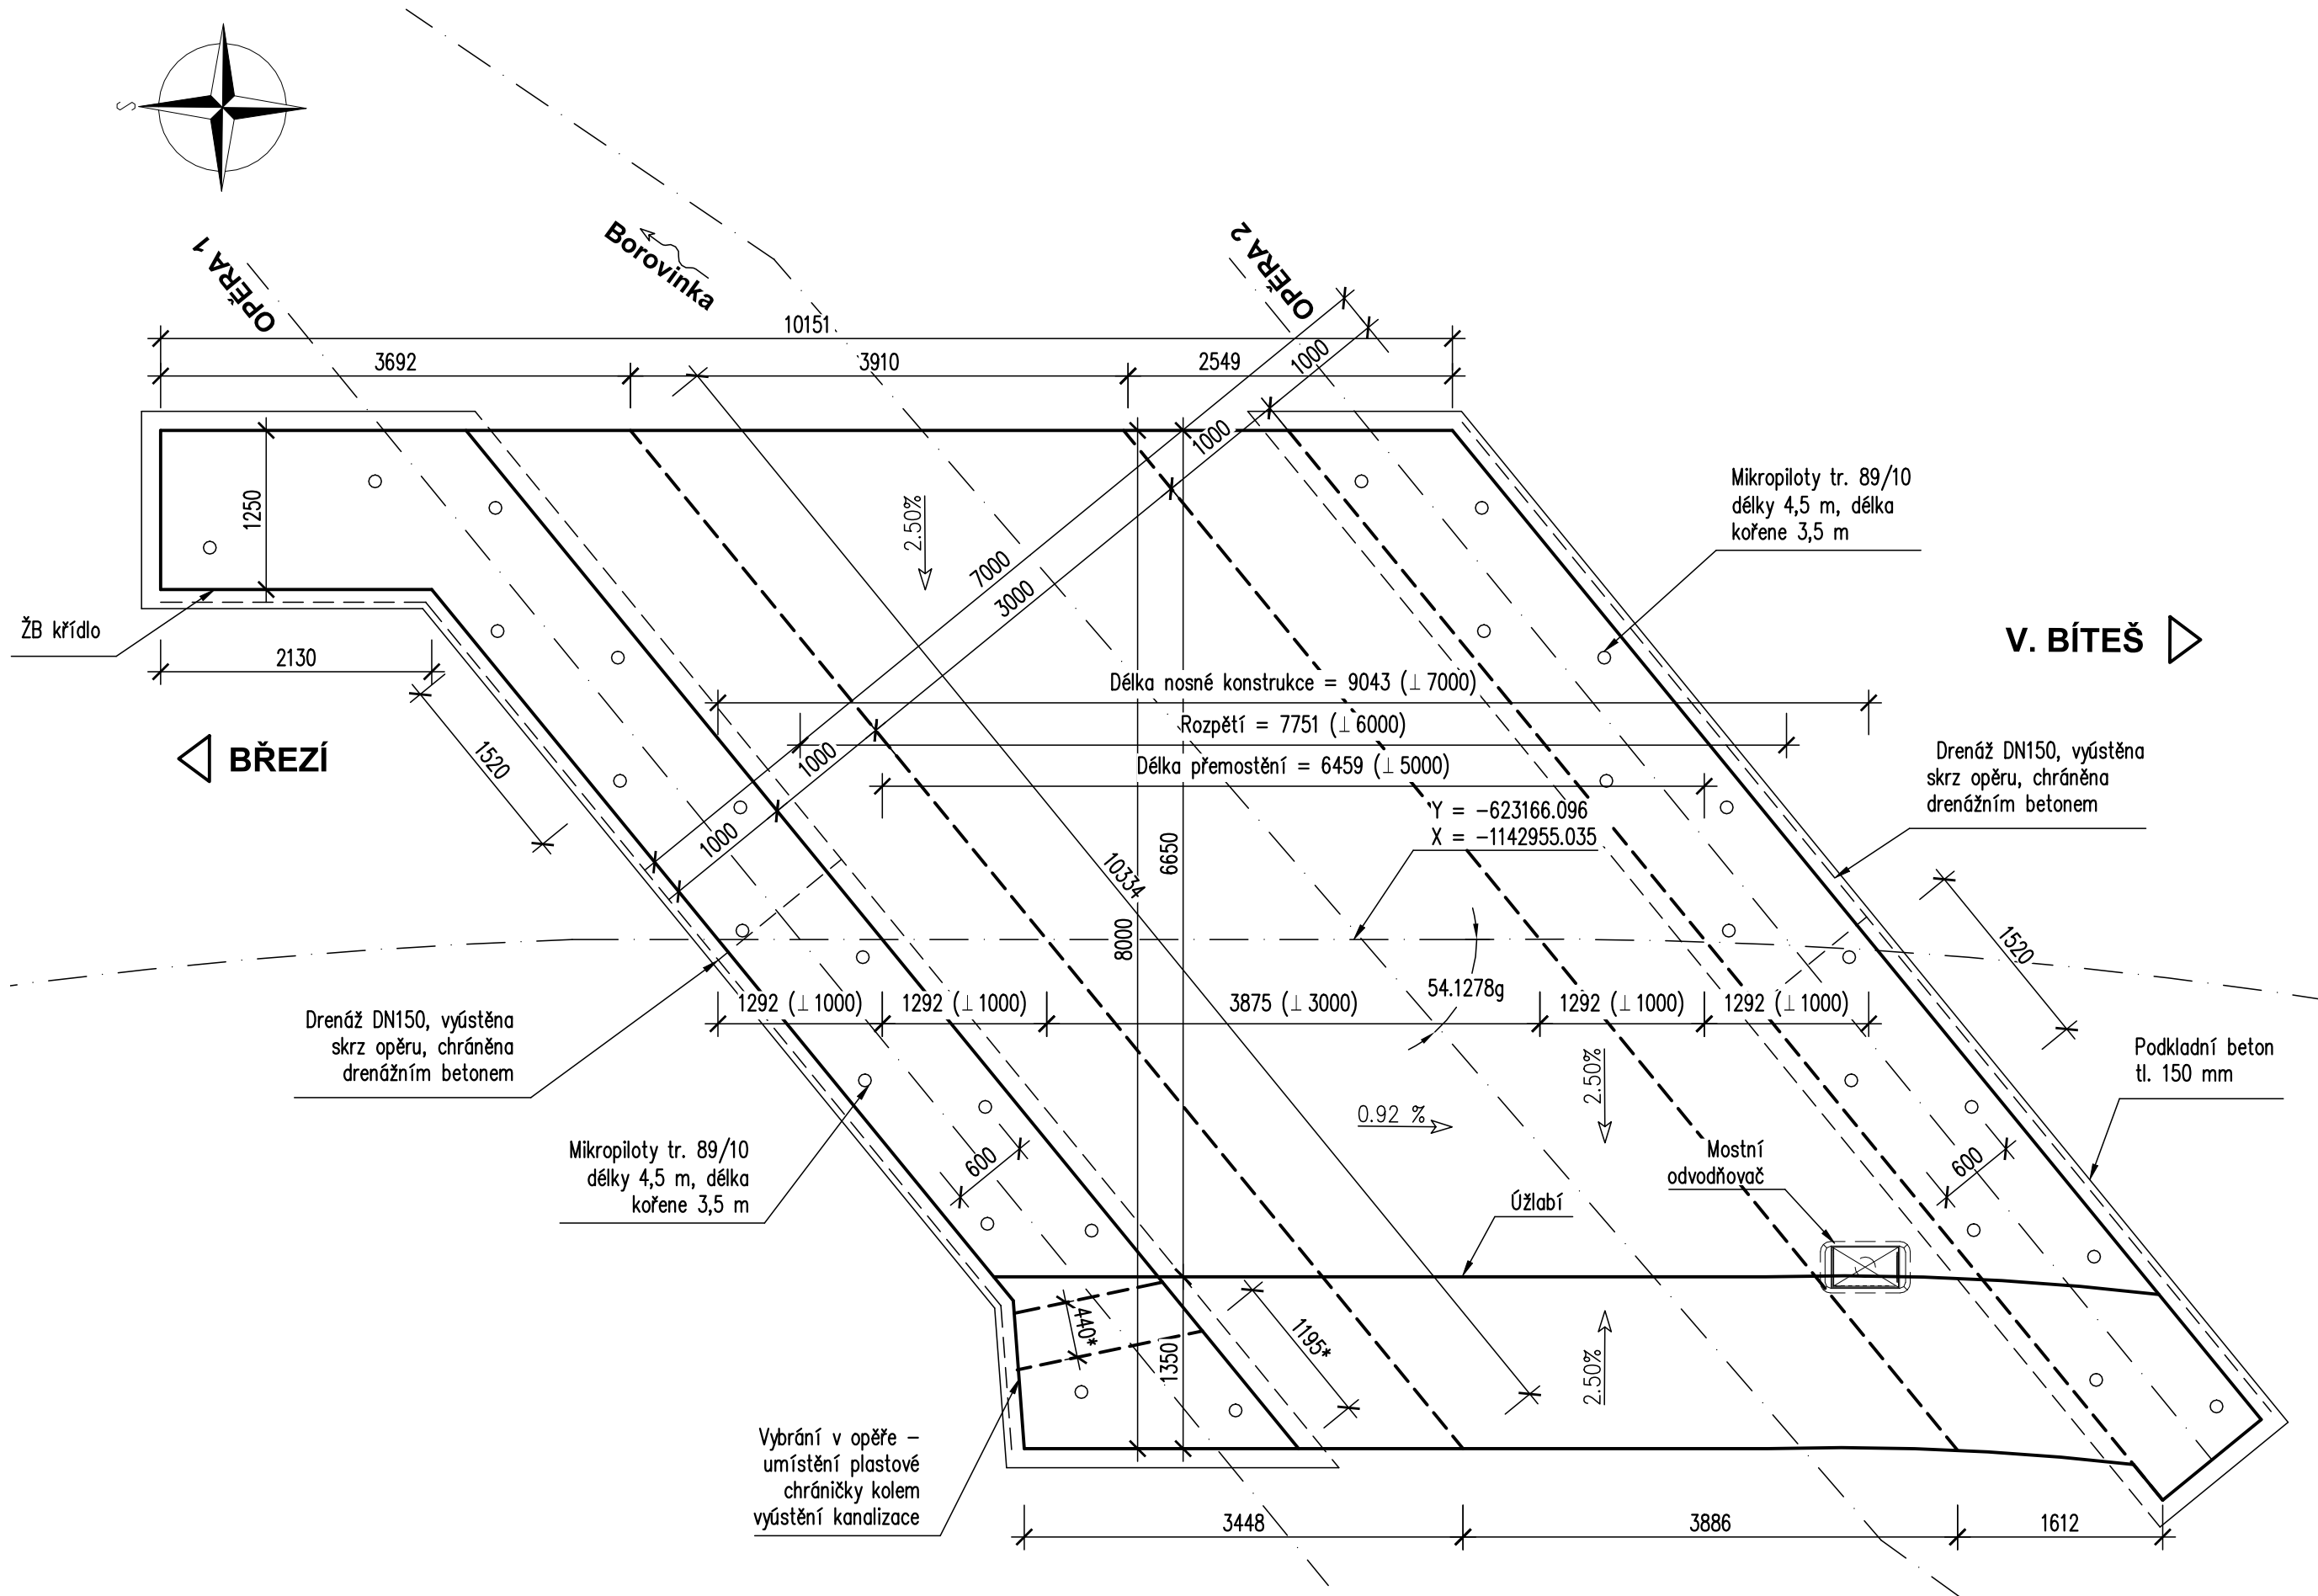 S
OPĚRA 1
Borovinka
OPĚRA 2
10151
3692
3910
2549
1000
1000
1250
2.50%
7000
3000
Mikropiloty tr. 89/10
délky 4,5 m, délka
kořene 3,5 m
ŽB křídlo
2130
V. BÍTEŠ
Délka nosné konstrukce = 9043 (⊥ 7000)
Rozpětí = 7751 (⊥ 6000)
Délka přemostění = 6459 (⊥ 5000)
BŘEZÍ
1520
1000
1000
Drenáž DN150, vyústěna
skrz opěru, chráněna
drenážním betonem
Y = -623166.096
X = -1142955.035
10334
6650
8000
1520
54.1278g
1292 (⊥ 1000)
1292 (⊥ 1000)
3875 (⊥ 3000)
1292 (⊥ 1000)
1292 (⊥ 1000)
Drenáž DN150, vyústěna
skrz opěru, chráněna
drenážním betonem
Podkladní beton
tl. 150 mm
2.50%
0.92 %
Mikropiloty tr. 89/10
délky 4,5 m, délka
kořene 3,5 m
600
Mostní
odvodňovač
600
Úžlabí
440*
1195*
1350
2.50%
Vybrání v opěře –
umístění plastové
chráničky kolem
vyústění kanalizace
3448
3886
1612